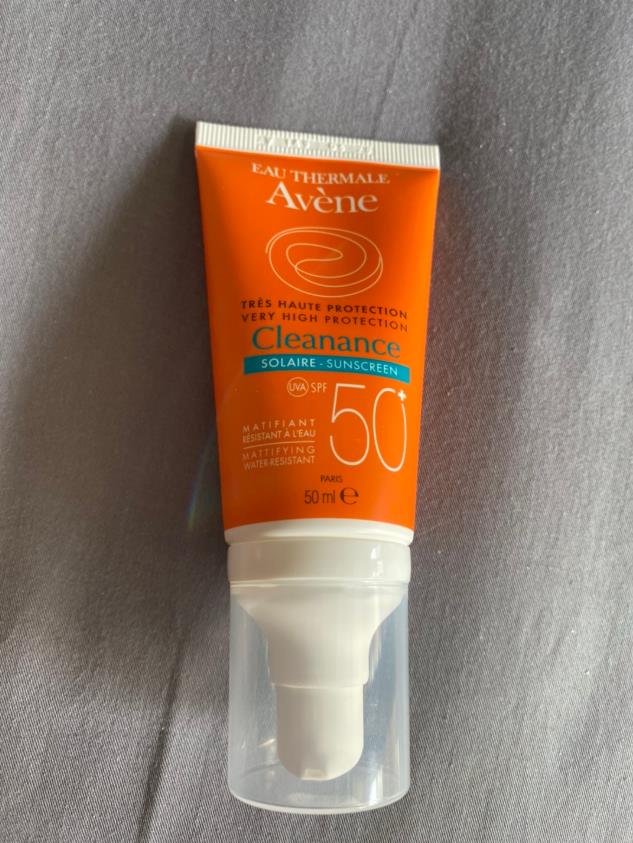 EAU THERMALE
Avène
TRÈS HAUTE PROTECTION
VERY HIGH PROTECTION
Cleanance
SOLAIRE - SUNSCREEN
UVA SPF 50+
MATIFIANT
RÉSISTANT À L'EAU
MATTIFYING
WATER-RESISTANT
PARIS
50 ml ℮